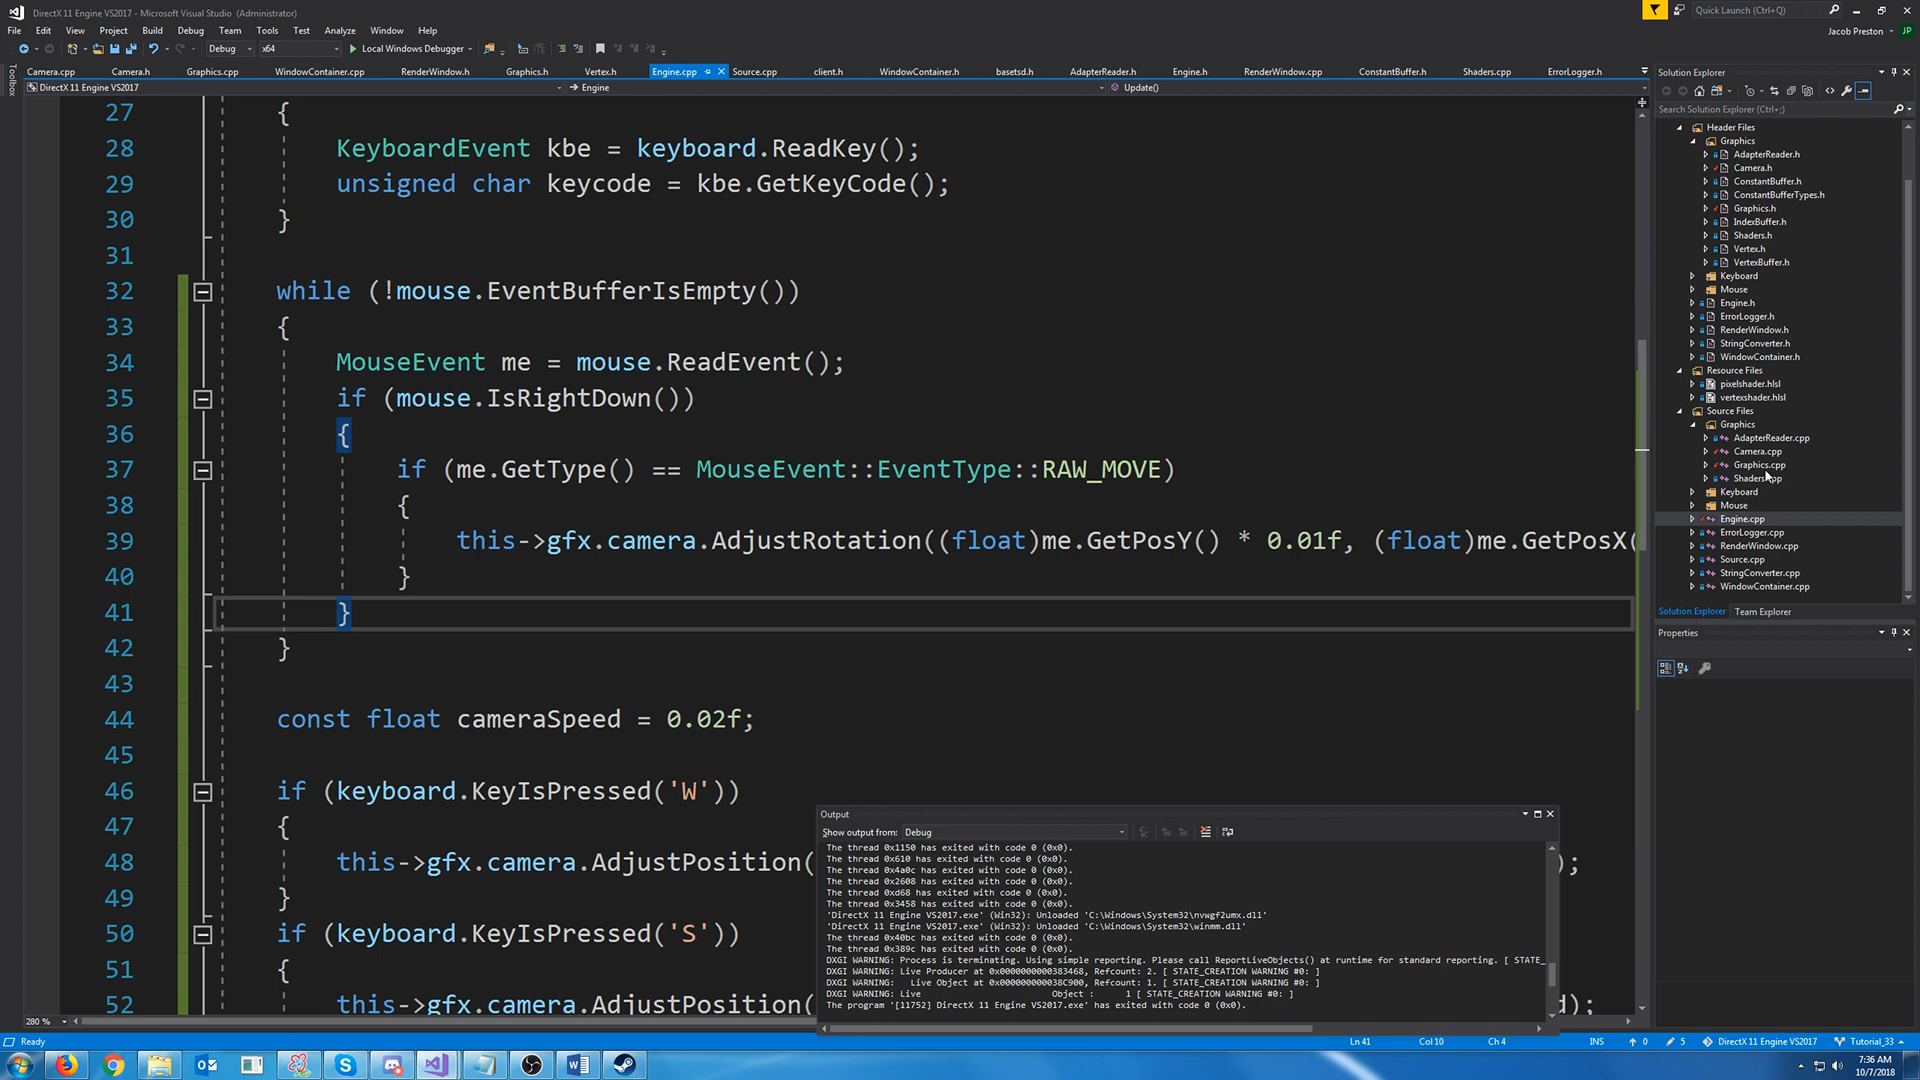 DirectX 11 Engine VS2017 - Microsoft Visual Studio (Administrator)
Quick Launch (Ctrl+Q)
File Edit View Project Build Debug Team Tools Test Analyze Window Help
Jacob Preston JP
Debug x64 Local Windows Debugger
Toolbox
Camera.cpp Camera.h Graphics.cpp WindowContainer.cpp RenderWindow.h Graphics.h Vertex.h Engine.cpp Source.cpp client.h WindowContainer.h basetsd.h AdapterReader.h Engine.h RenderWindow.cpp ConstantBuffer.h Shaders.cpp ErrorLogger.h
DirectX 11 Engine VS2017 Engine Update()
27 {
28 KeyboardEvent kbe = keyboard.ReadKey();
29 unsigned char keycode = kbe.GetKeyCode();
30 }
31
32 while (!mouse.EventBufferIsEmpty())
33 {
34 MouseEvent me = mouse.ReadEvent();
35 if (mouse.IsRightDown())
36 {
37 if (me.GetType() == MouseEvent::EventType::RAW_MOVE)
38 {
39 this->gfx.camera.AdjustRotation((float)me.GetPosY() * 0.01f, (float)me.GetPosX(
40 }
41 }
42 }
43
44 const float cameraSpeed = 0.02f;
45
46 if (keyboard.KeyIsPressed('W'))
47 {
48 this->gfx.camera.AdjustPosition( );
49 }
50 if (keyboard.KeyIsPressed('S'))
51 {
52 this->gfx.camera.AdjustPosition( d);
280 %
Output
Show output from: Debug
The thread 0x1150 has exited with code 0 (0x0).
The thread 0x610 has exited with code 0 (0x0).
The thread 0x4a0c has exited with code 0 (0x0).
The thread 0x2608 has exited with code 0 (0x0).
The thread 0xd68 has exited with code 0 (0x0).
The thread 0x3458 has exited with code 0 (0x0).
'DirectX 11 Engine VS2017.exe' (Win32): Unloaded 'C:\Windows\System32\nvwgf2umx.dll'
'DirectX 11 Engine VS2017.exe' (Win32): Unloaded 'C:\Windows\System32\winmm.dll'
The thread 0x40bc has exited with code 0 (0x0).
The thread 0x389c has exited with code 0 (0x0).
DXGI WARNING: Process is terminating. Using simple reporting. Please call ReportLiveObjects() at runtime for standard reporting. [ STATE_
DXGI WARNING: Live Producer at 0x0000000000383468, Refcount: 2. [ STATE_CREATION WARNING #0: ]
DXGI WARNING: Live Object at 0x000000000038C900, Refcount: 1. [ STATE_CREATION WARNING #0: ]
DXGI WARNING: Live Object : 1 [ STATE_CREATION WARNING #0: ]
The program '[11752] DirectX 11 Engine VS2017.exe' has exited with code 0 (0x0).
Solution Explorer
Search Solution Explorer (Ctrl+;)
Header Files
Graphics
AdapterReader.h
Camera.h
ConstantBuffer.h
ConstantBufferTypes.h
Graphics.h
IndexBuffer.h
Shaders.h
Vertex.h
VertexBuffer.h
Keyboard
Mouse
Engine.h
ErrorLogger.h
RenderWindow.h
StringConverter.h
WindowContainer.h
Resource Files
pixelshader.hlsl
vertexshader.hlsl
Source Files
Graphics
AdapterReader.cpp
Camera.cpp
Graphics.cpp
Shaders.cpp
Keyboard
Mouse
Engine.cpp
ErrorLogger.cpp
RenderWindow.cpp
Source.cpp
StringConverter.cpp
WindowContainer.cpp
Solution Explorer Team Explorer
Properties
Ready Ln 41 Col 10 Ch 4 INS 0 5 DirectX 11 Engine VS2017 Tutorial_33
7:36 AM
10/7/2018